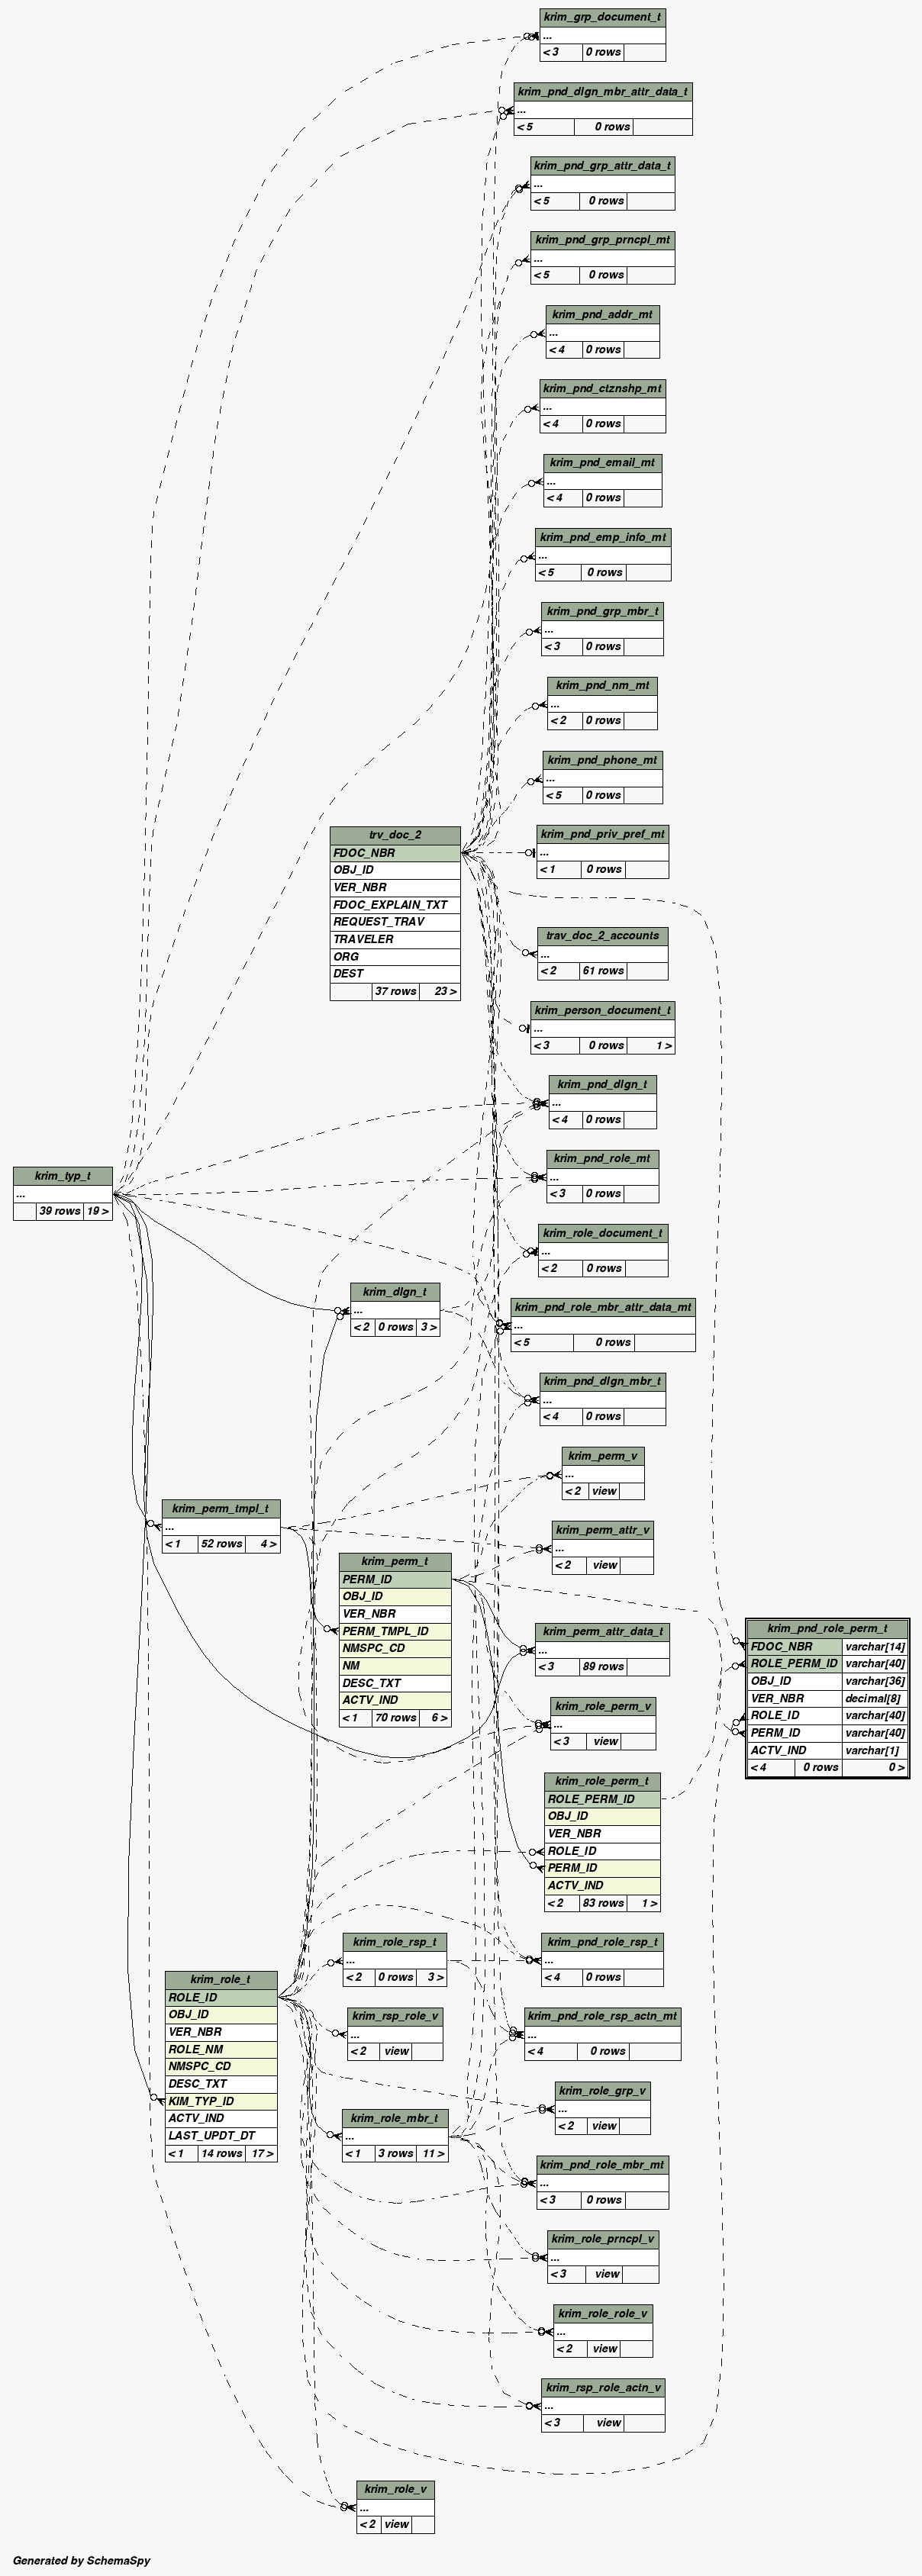 krim_grp_document_t
...
< 3 0 rows
krim_pnd_dlgn_mbr_attr_data_t
...
< 5 0 rows
krim_pnd_grp_attr_data_t
...
< 5 0 rows
krim_pnd_grp_prncpl_mt
...
< 5 0 rows
krim_pnd_addr_mt
...
< 4 0 rows
krim_pnd_ctznshp_mt
...
< 4 0 rows
krim_pnd_email_mt
...
< 4 0 rows
krim_pnd_emp_info_mt
...
< 5 0 rows
krim_pnd_grp_mbr_t
...
< 3 0 rows
krim_pnd_nm_mt
...
< 2 0 rows
krim_pnd_phone_mt
...
< 5 0 rows
krim_pnd_priv_pref_mt
...
< 1 0 rows
trv_doc_2
FDOC_NBR
OBJ_ID
VER_NBR
FDOC_EXPLAIN_TXT
REQUEST_TRAV
TRAVELER
ORG
DEST
37 rows 23 >
trav_doc_2_accounts
...
< 2 61 rows
krim_person_document_t
...
< 3 0 rows 1 >
krim_pnd_dlgn_t
...
< 4 0 rows
krim_pnd_role_mt
...
< 3 0 rows
krim_typ_t
...
39 rows 19 >
krim_role_document_t
...
< 2 0 rows
krim_dlgn_t
...
< 2 0 rows 3 >
krim_pnd_role_mbr_attr_data_mt
...
< 5 0 rows
krim_pnd_dlgn_mbr_t
...
< 4 0 rows
krim_perm_v
...
< 2 view
krim_perm_tmpl_t
...
< 1 52 rows 4 >
krim_perm_attr_v
...
< 2 view
krim_perm_t
PERM_ID
OBJ_ID
VER_NBR
PERM_TMPL_ID
NMSPC_CD
NM
DESC_TXT
ACTV_IND
< 1 70 rows 6 >
krim_perm_attr_data_t
...
< 3 89 rows
krim_pnd_role_perm_t
FDOC_NBR varchar[14]
ROLE_PERM_ID varchar[40]
OBJ_ID varchar[36]
VER_NBR decimal[8]
ROLE_ID varchar[40]
PERM_ID varchar[40]
ACTV_IND varchar[1]
< 4 0 rows 0 >
krim_role_perm_v
...
< 3 view
krim_role_perm_t
ROLE_PERM_ID
OBJ_ID
VER_NBR
ROLE_ID
PERM_ID
ACTV_IND
< 2 83 rows 1 >
krim_role_rsp_t
...
< 2 0 rows 3 >
krim_pnd_role_rsp_t
...
< 4 0 rows
krim_role_t
ROLE_ID
OBJ_ID
VER_NBR
ROLE_NM
NMSPC_CD
DESC_TXT
KIM_TYP_ID
ACTV_IND
LAST_UPDT_DT
< 1 14 rows 17 >
krim_rsp_role_v
...
< 2 view
krim_pnd_role_rsp_actn_mt
...
< 4 0 rows
krim_role_grp_v
...
< 2 view
krim_role_mbr_t
...
< 1 3 rows 11 >
krim_pnd_role_mbr_mt
...
< 3 0 rows
krim_role_prncpl_v
...
< 3 view
krim_role_role_v
...
< 2 view
krim_rsp_role_actn_v
...
< 3 view
krim_role_v
...
< 2 view
Generated by SchemaSpy